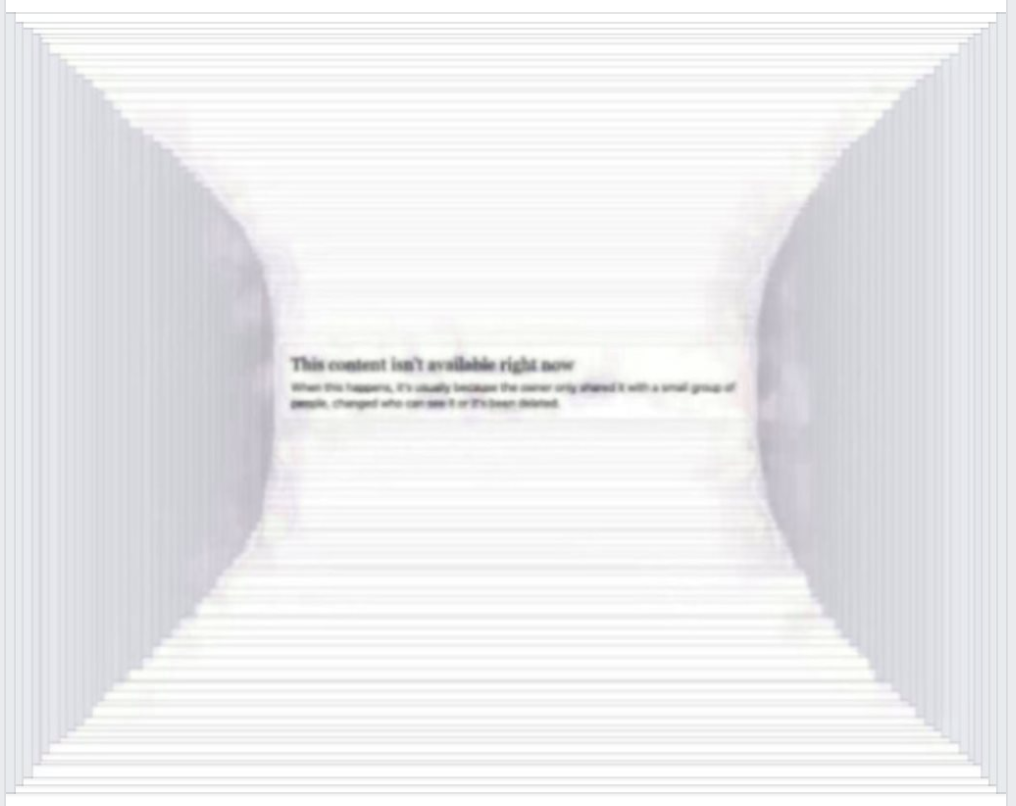 This content isn't available right now
When this happens, it's usually because the owner only shared it with a small group of
people, changed who can see it or it's been deleted.